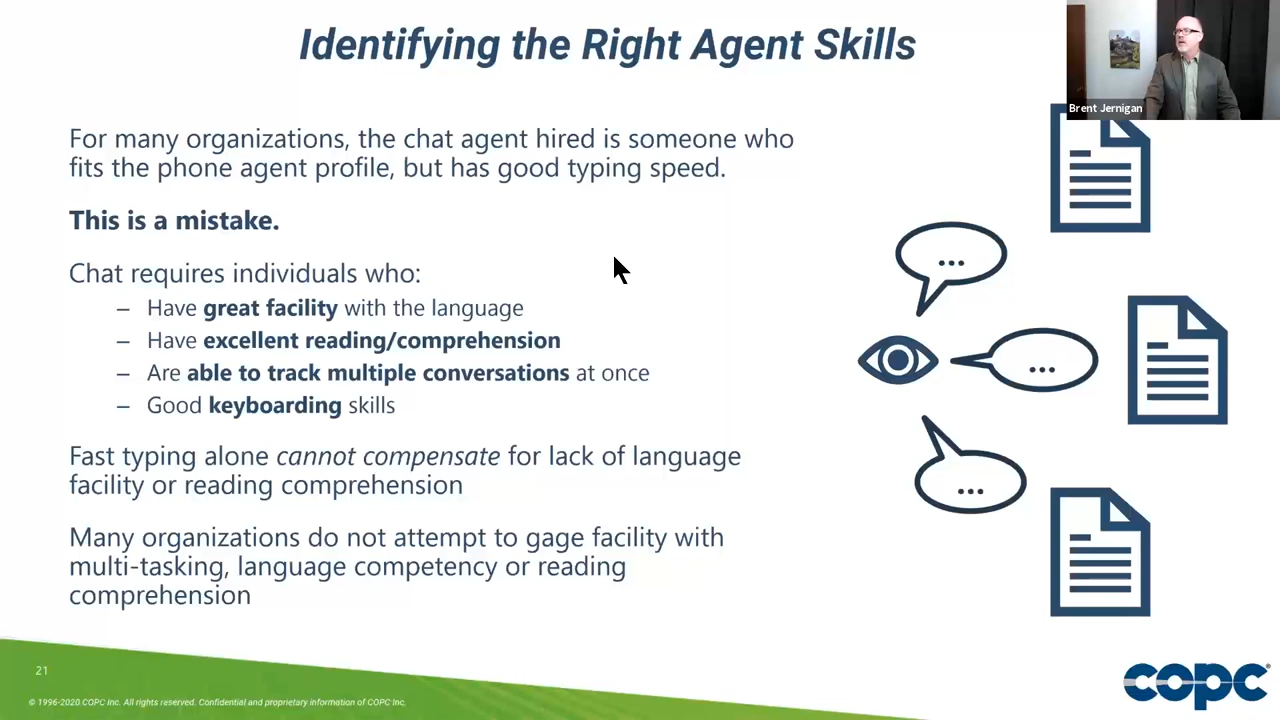 Identifying the Right Agent Skills
Brent Jernigan
For many organizations, the chat agent hired is someone who
fits the phone agent profile, but has good typing speed.
This is a mistake.
Chat requires individuals who:
– Have great facility with the language
– Have excellent reading/comprehension
– Are able to track multiple conversations at once
– Good keyboarding skills
Fast typing alone cannot compensate for lack of language
facility or reading comprehension
Many organizations do not attempt to gage facility with
multi-tasking, language competency or reading
comprehension
...
...
...
21
© 1996-2020 COPC Inc. All rights reserved. Confidential and proprietary information of COPC Inc.
copc®